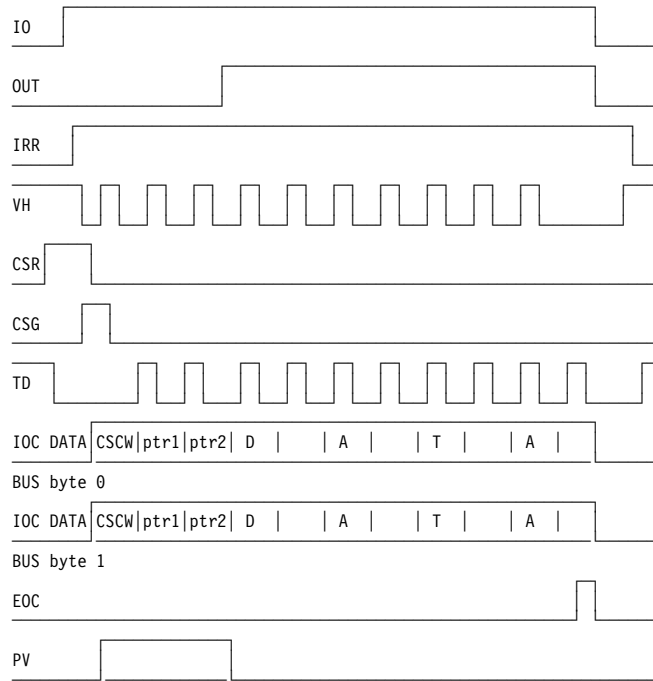 IO
OUT
IRR
VH
CSR
CSG
TD
IOC DATA CSCW|ptr1|ptr2| D | | A | | T | | A |
BUS byte 0
IOC DATA CSCW|ptr1|ptr2| D | | A | | T | | A |
BUS byte 1
EOC
PV